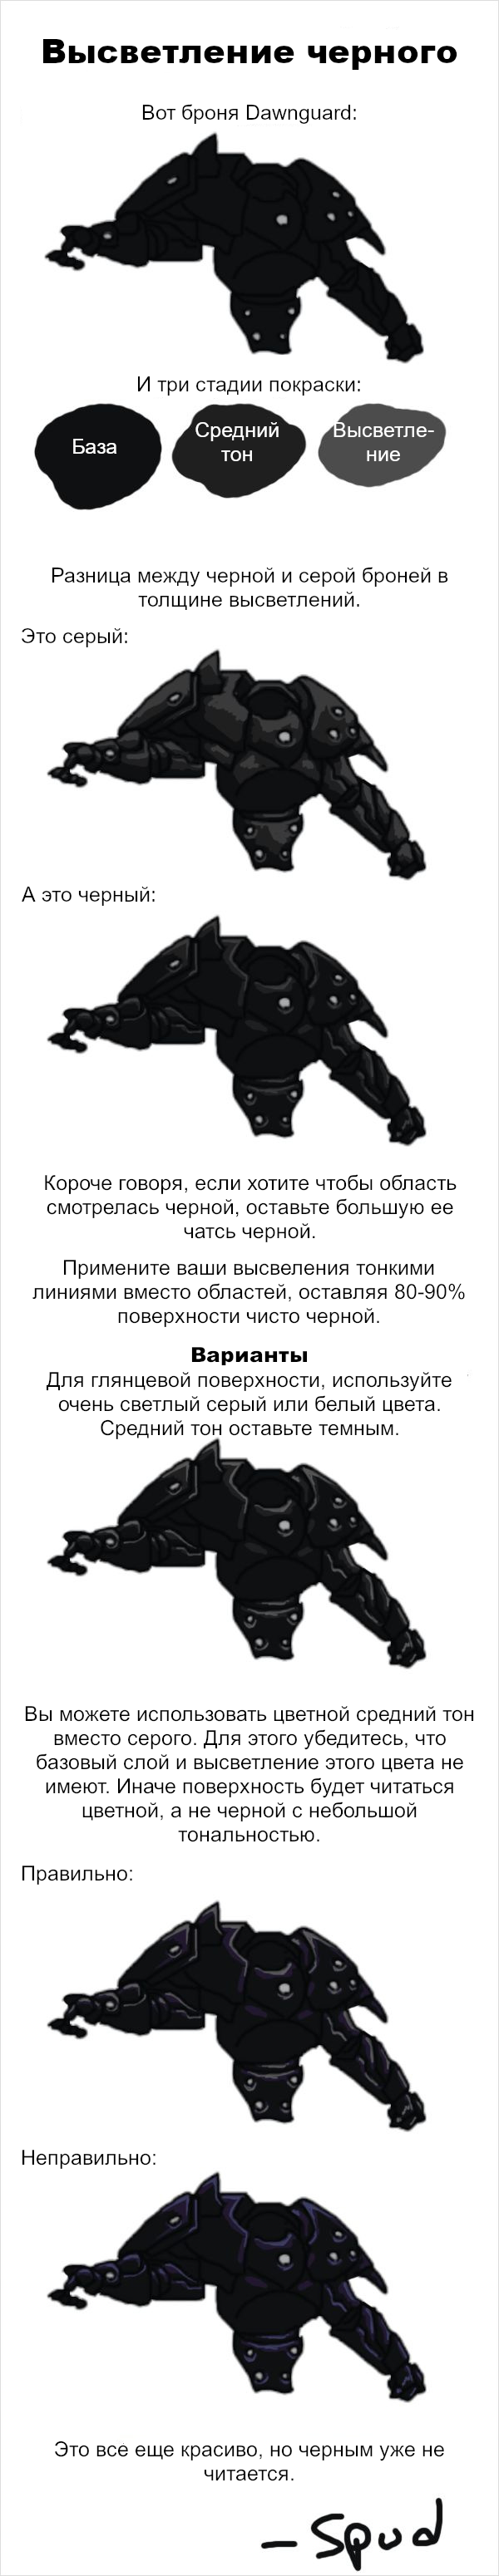 Высветление черного
Вот броня Dawnguard:
И три стадии покраски:
База
Средний
тон
Высветле-
ние
Разница между черной и серой броней в
толщине высветлений.
Это серый:
А это черный:
Короче говоря, если хотите чтобы область
смотрелась черной, оставьте большую ее
чатсь черной.
Примените ваши высвеления тонкими
линиями вместо областей, оставляя 80-90%
поверхности чисто черной.
Варианты
Для глянцевой поверхности, используйте
очень светлый серый или белый цвета.
Средний тон оставьте темным.
Вы можете использовать цветной средний тон
вместо серого. Для этого убедитесь, что
базовый слой и высветление этого цвета не
имеют. Иначе поверхность будет читаться
цветной, а не черной с небольшой
тональностью.
Правильно:
Неправильно:
Это все еще красиво, но черным уже не
читается.
– Spud